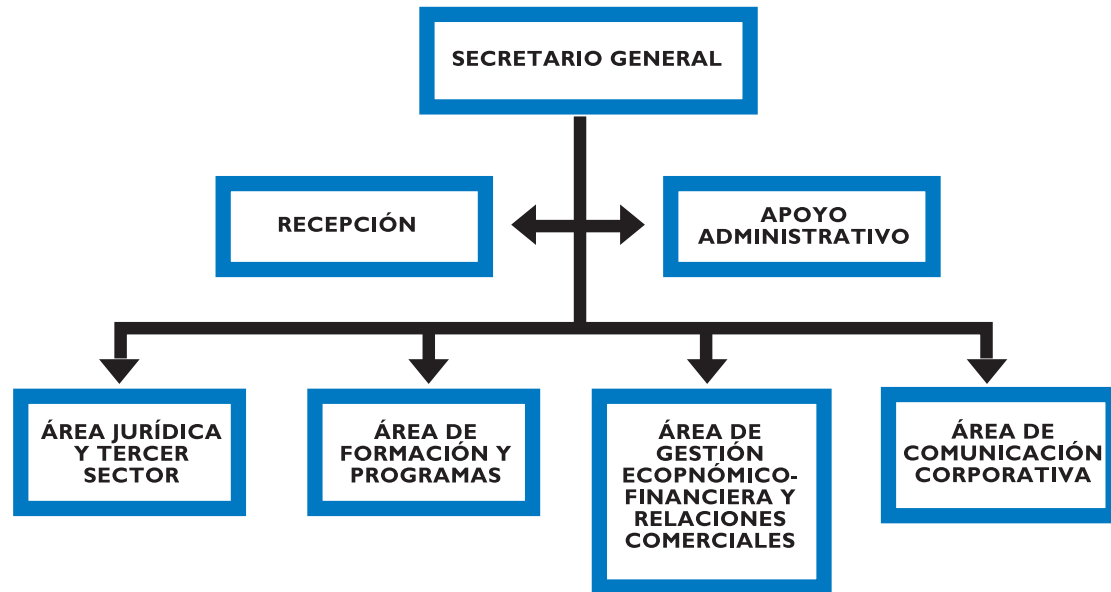 SECRETARIO GENERAL
RECEPCIÓN
APOYO
ADMINISTRATIVO
ÁREA JURÍDICA
Y TERCER
SECTOR
ÁREA DE
FORMACIÓN Y
PROGRAMAS
ÁREA DE
GESTIÓN
ECOPNÓMICO-
FINANCIERA Y
RELACIONES
COMERCIALES
ÁREA DE
COMUNICACIÓN
CORPORATIVA